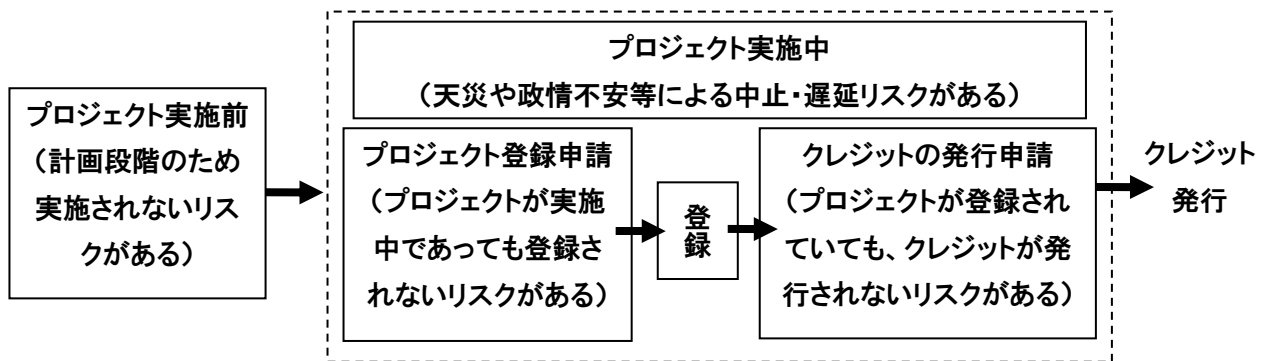 プロジェクト実施前
(計画段階のため
実施されないリス
クがある)
プロジェクト実施中
(天災や政情不安等による中止・遅延リスクがある)
プロジェクト登録申請
(プロジェクトが実施
中であっても登録さ
れないリスクがある)
登
録
クレジットの発行申請
(プロジェクトが登録され
ていても、クレジットが発
行されないリスクがある)
クレジット
発行